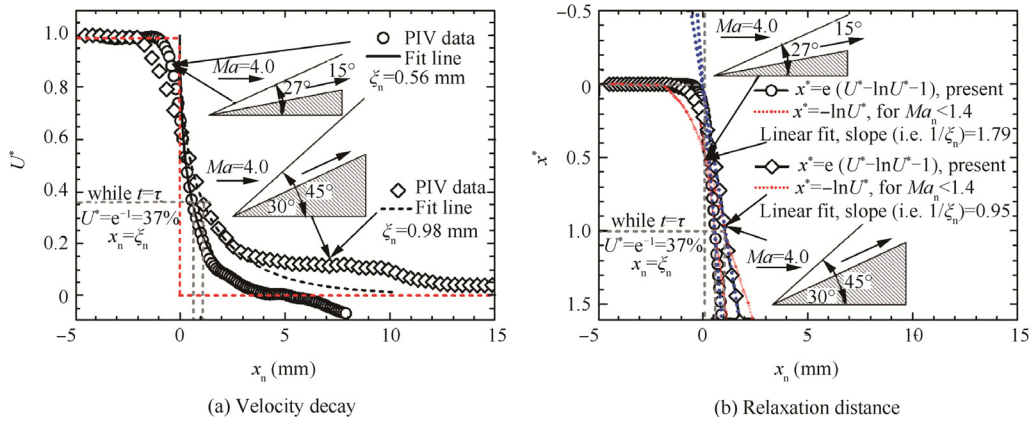 1.0
0.8
0.6
0.4
0.2
0
U*
−5
0
5
10
15
xₙ (mm)
Ma=4.0
15°
27°
PIV data
Fit line
ξₙ=0.56 mm
Ma=4.0
45°
30°
PIV data
Fit line
ξₙ=0.98 mm
while t=τ
U*=e⁻¹=37%
xₙ=ξₙ
(a) Velocity decay
−0.5
0
0.5
1.0
1.5
x*
−5
0
5
10
15
xₙ (mm)
Ma=4.0
15°
27°
x*=e (U*−lnU*−1), present
x*=−lnU*, for Maₙ<1.4
Linear fit, slope (i.e. 1/ξₙ)=1.79
x*=e (U*−lnU*−1), present
x*=−lnU*, for Maₙ<1.4
Linear fit, slope (i.e. 1/ξₙ)=0.95
while t=τ
U*=e⁻¹=37%
xₙ=ξₙ
Ma=4.0
45°
30°
(b) Relaxation distance